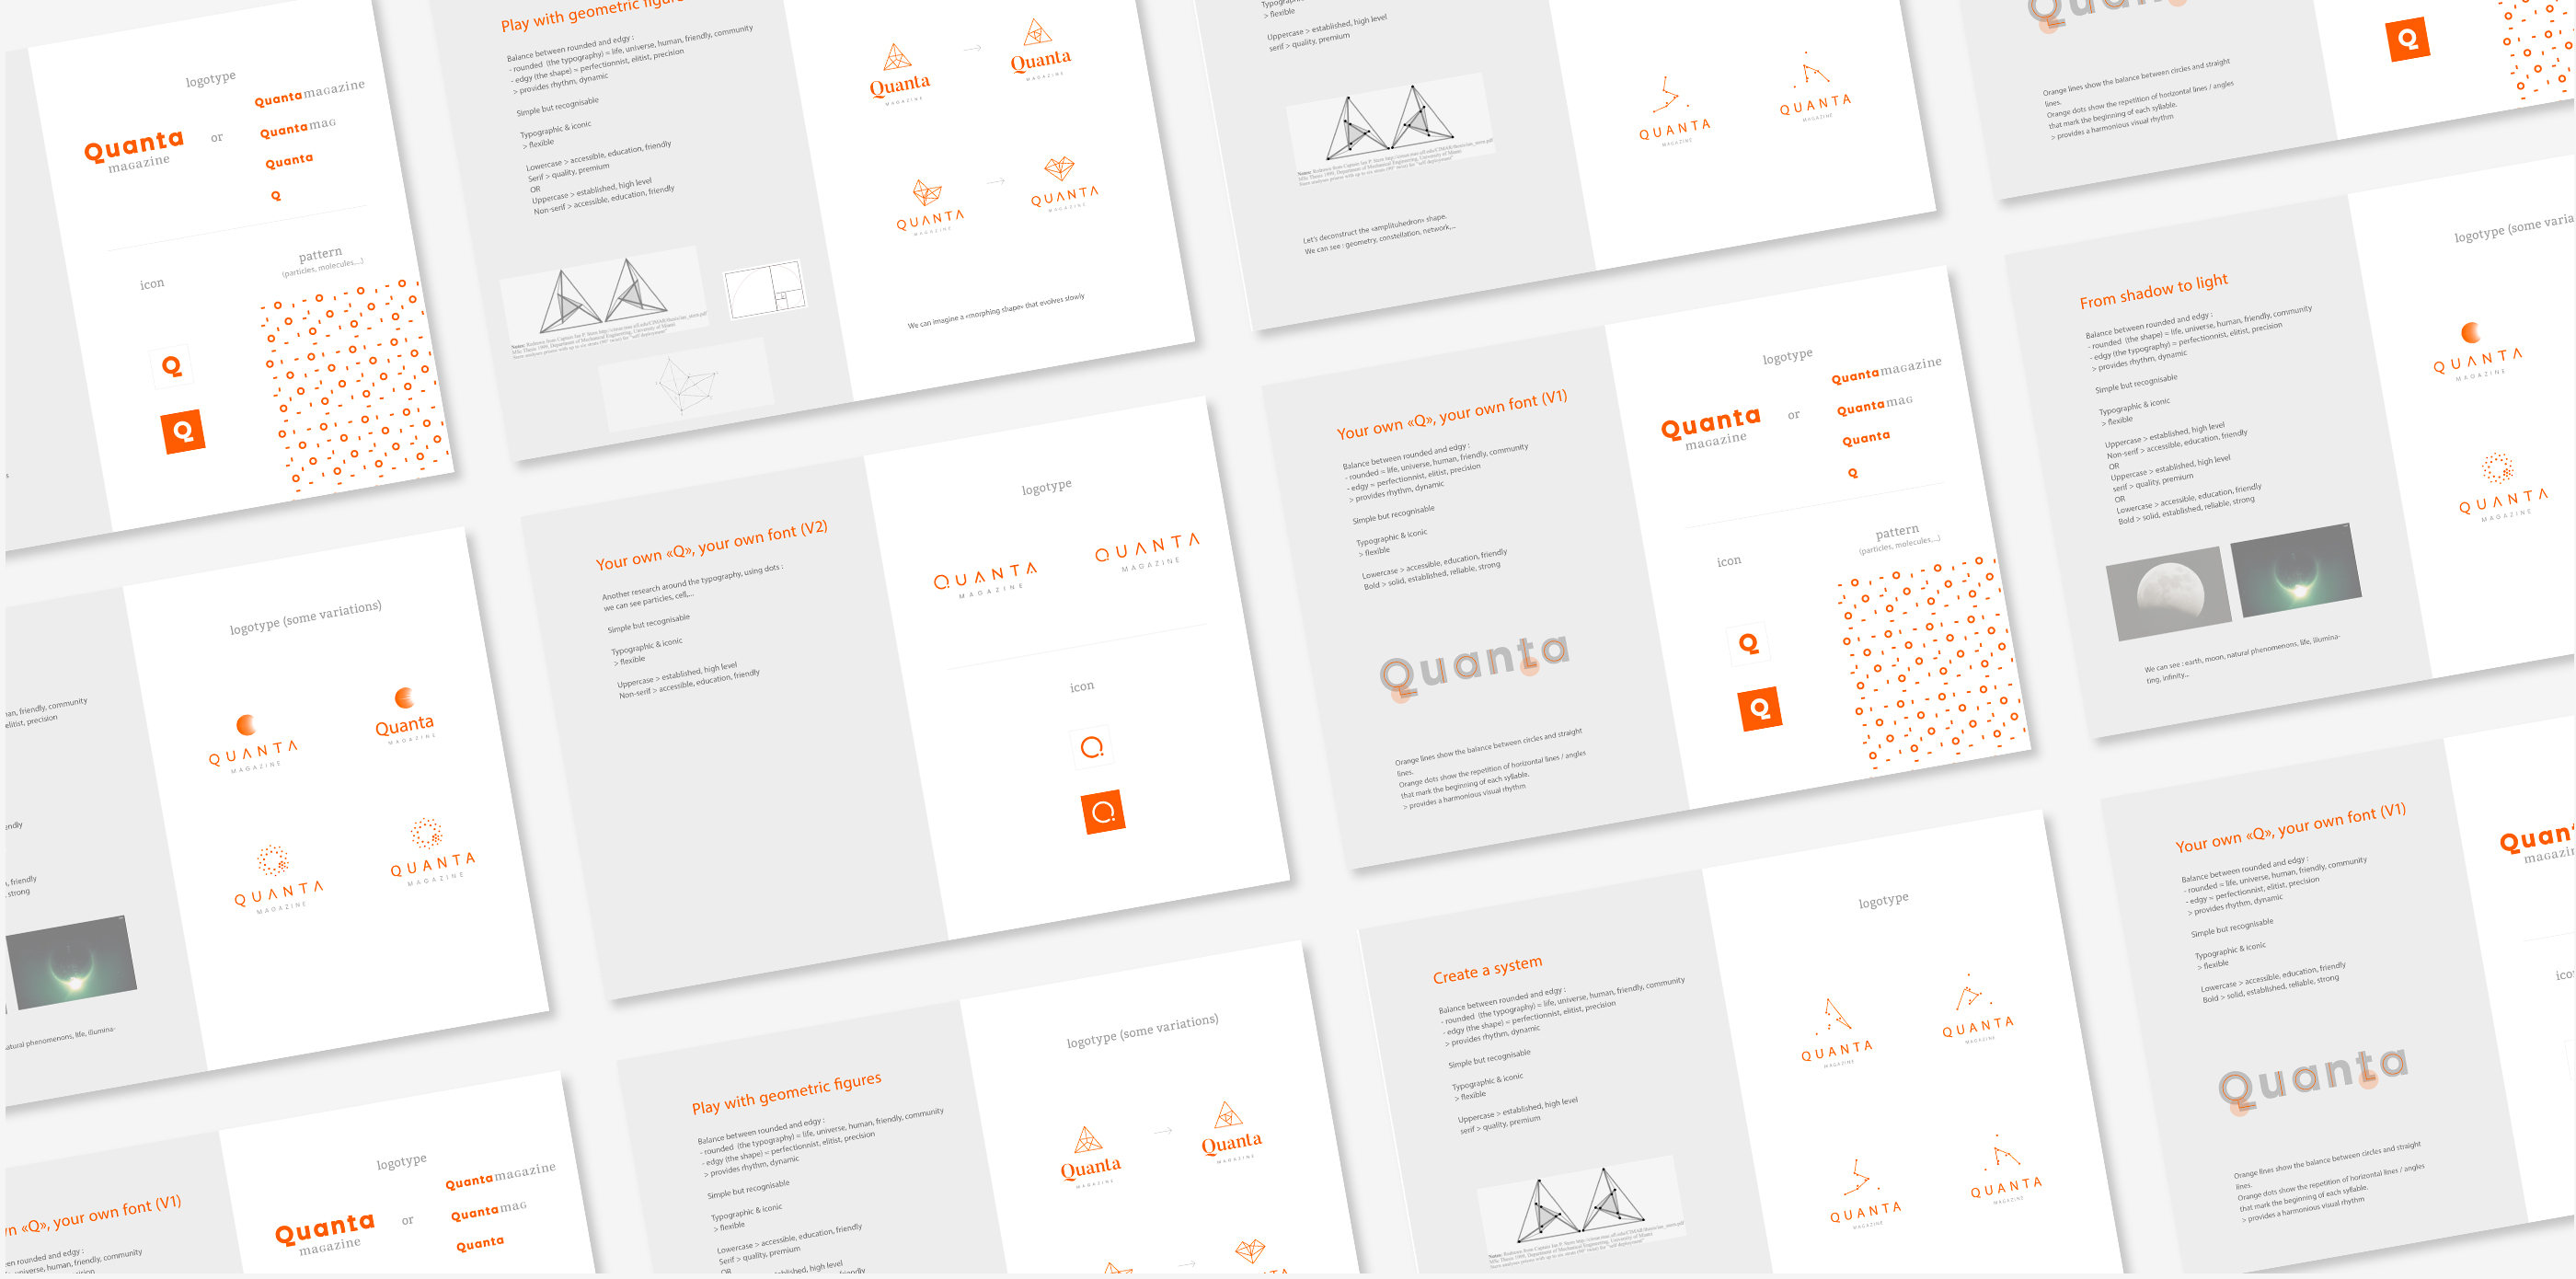 logotype
Quanta
magazine
or
Quanta magazine
Quanta mag
Quanta
Q
icon
pattern
(particles, molecules,...)
Q
Q
Play with geometric figures
Balance between rounded and edgy :
- rounded (the typography) = life, universe, human, friendly, community
- edgy (the shape) = perfectionnist, elitist, precision
> provides rhythm, dynamic
Simple but recognisable
Typographic & iconic
> flexible
Lowercase > accessible, education, friendly
Serif > quality, premium
OR
Uppercase > established, high level
Non-serif > accessible, education, friendly
Quanta
MAGAZINE
Quanta
MAGAZINE
QUANTA
MAGAZINE
QUANTA
MAGAZINE
We can imagine a «morphing shape» that evolves slowly
> flexible
Uppercase > established, high level
serif > quality, premium
Let's deconstruct the «amplituhedron» shape.
We can see : geometry, constellation, network,...
QUANTA
MAGAZINE
QUANTA
MAGAZINE
Quanta
Orange lines show the balance between circles and straight
lines.
Orange dots show the repetition of horizontal lines / angles
that mark the beginning of each syllable.
> provides a harmonious visual rhythm
Q
an, friendly, community
elitist, precision
endly
, friendly
, strong
atural phenomenons, life, illumina-
logotype (some variations)
QUANTA
MAGAZINE
Quanta
MAGAZINE
QUANTA
MAGAZINE
QUANTA
MAGAZINE
Your own «Q», your own font (V2)
Another research around the typography, using dots :
we can see particles, cell,...
Simple but recognisable
Typographic & iconic
> flexible
Uppercase > established, high level
Non-serif > accessible, education, friendly
logotype
QUANTA
MAGAZINE
QUANTA
MAGAZINE
icon
Q
Q
Your own «Q», your own font (V1)
Balance between rounded and edgy :
- rounded = life, universe, human, friendly, community
- edgy = perfectionnist, elitist, precision
> provides rhythm, dynamic
Simple but recognisable
Typographic & iconic
> flexible
Lowercase > accessible, education, friendly
Bold > solid, established, reliable, strong
Quanta
Orange lines show the balance between circles and straight
lines.
Orange dots show the repetition of horizontal lines / angles
that mark the beginning of each syllable.
> provides a harmonious visual rhythm
logotype
Quanta
magazine
or
Quanta magazine
Quanta mag
Quanta
Q
icon
pattern
(particles, molecules,...)
Q
Q
From shadow to light
Balance between rounded and edgy :
- rounded (the shape) = life, universe, human, friendly, community
- edgy (the typography) = perfectionnist, elitist, precision
> provides rhythm, dynamic
Simple but recognisable
Typographic & iconic
> flexible
Uppercase > established, high level
Non-serif > accessible, education, friendly
OR
Uppercase > established, high level
serif > quality, premium
OR
Lowercase > accessible, education, friendly
Bold > solid, established, reliable, strong
We can see : earth, moon, natural phenomenons, life, illumina-
ting, infinity...
logotype (some varia
QUANTA
MAGAZINE
QUANTA
MAGAZINE
n «Q», your own font (V1)
en rounded and edgy :
universe, human, friendly, community
logotype
Quanta
magazine
or
Quanta magazine
Quanta mag
Quanta
Play with geometric figures
Balance between rounded and edgy :
- rounded (the typography) = life, universe, human, friendly, community
- edgy (the shape) = perfectionnist, elitist, precision
> provides rhythm, dynamic
Simple but recognisable
Typographic & iconic
> flexible
Lowercase > accessible, education, friendly
Serif > quality, premium
OR
logotype (some variations)
Quanta
MAGAZINE
Quanta
MAGAZINE
Create a system
Balance between rounded and edgy :
- rounded (the typography) = life, universe, human, friendly, community
- edgy (the shape) = perfectionnist, elitist, precision
> provides rhythm, dynamic
Simple but recognisable
Typographic & iconic
> flexible
Uppercase > established, high level
serif > quality, premium
logotype
QUANTA
MAGAZINE
QUANTA
MAGAZINE
QUANTA
MAGAZINE
QUANTA
MAGAZINE
Your own «Q», your own font (V1)
Balance between rounded and edgy :
- rounded = life, universe, human, friendly, community
- edgy = perfectionnist, elitist, precision
> provides rhythm, dynamic
Simple but recognisable
Typographic & iconic
> flexible
Lowercase > accessible, education, friendly
Bold > solid, established, reliable, strong
Quanta
Orange lines show the balance between circles and straight
lines.
Orange dots show the repetition of horizontal lines / angles
that mark the beginning of each syllable.
> provides a harmonious visual rhythm
Quan
magazin
ico